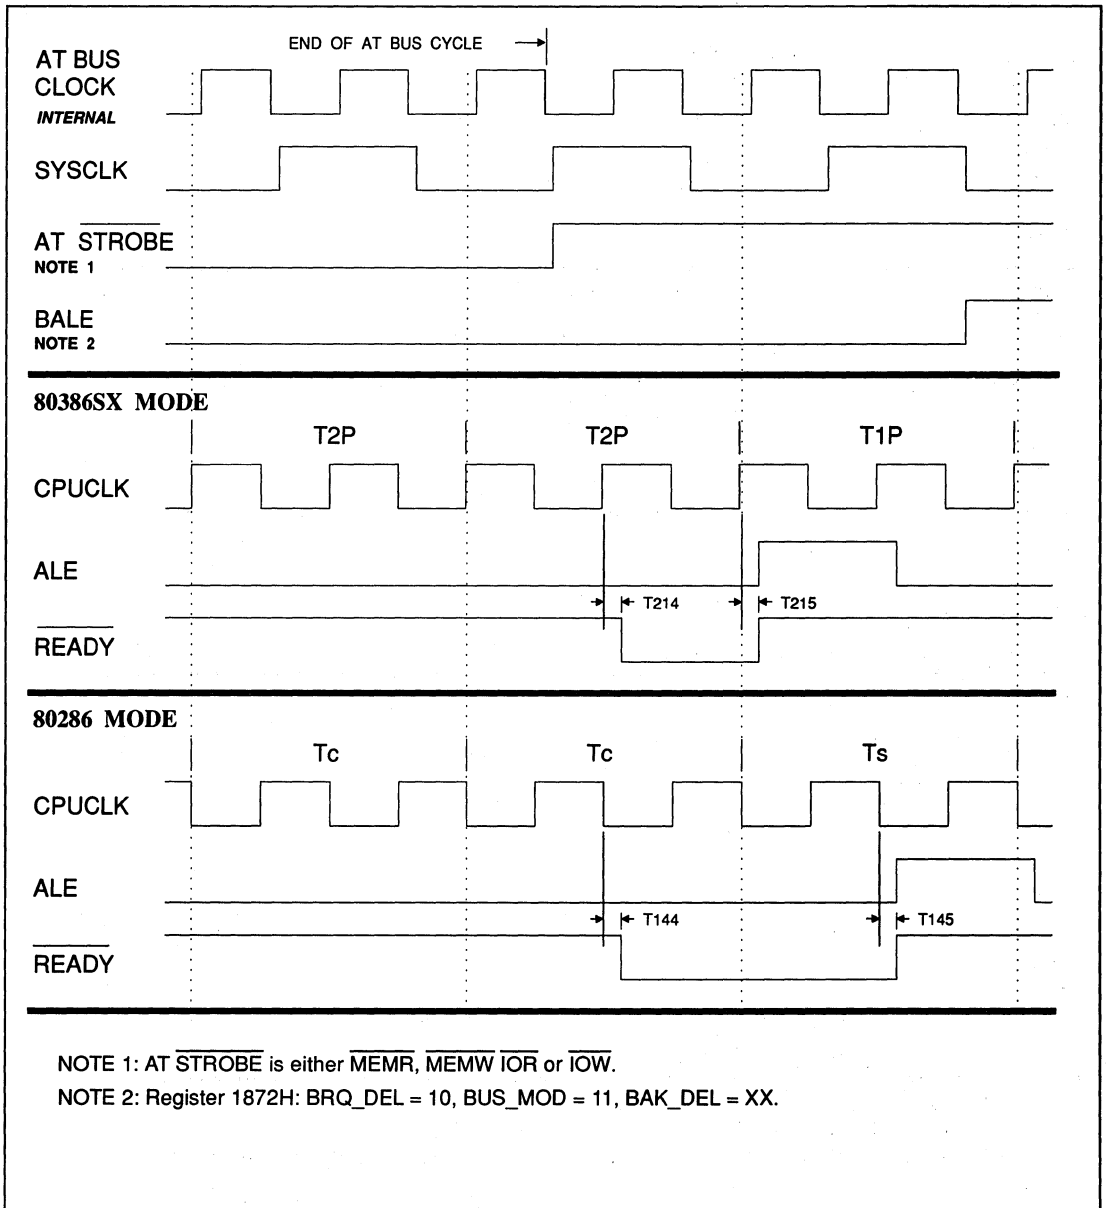 END OF AT BUS CYCLE
AT BUS
CLOCK
INTERNAL
SYSCLK
AT STROBE
NOTE 1
BALE
NOTE 2
80386SX MODE
T2P T2P T1P
CPUCLK
ALE
T214 T215
READY
80286 MODE
Tc Tc Ts
CPUCLK
ALE
T144 T145
READY
NOTE 1: AT STROBE is either MEMR, MEMW IOR or IOW.
NOTE 2: Register 1872H: BRQ_DEL = 10, BUS_MOD = 11, BAK_DEL = XX.